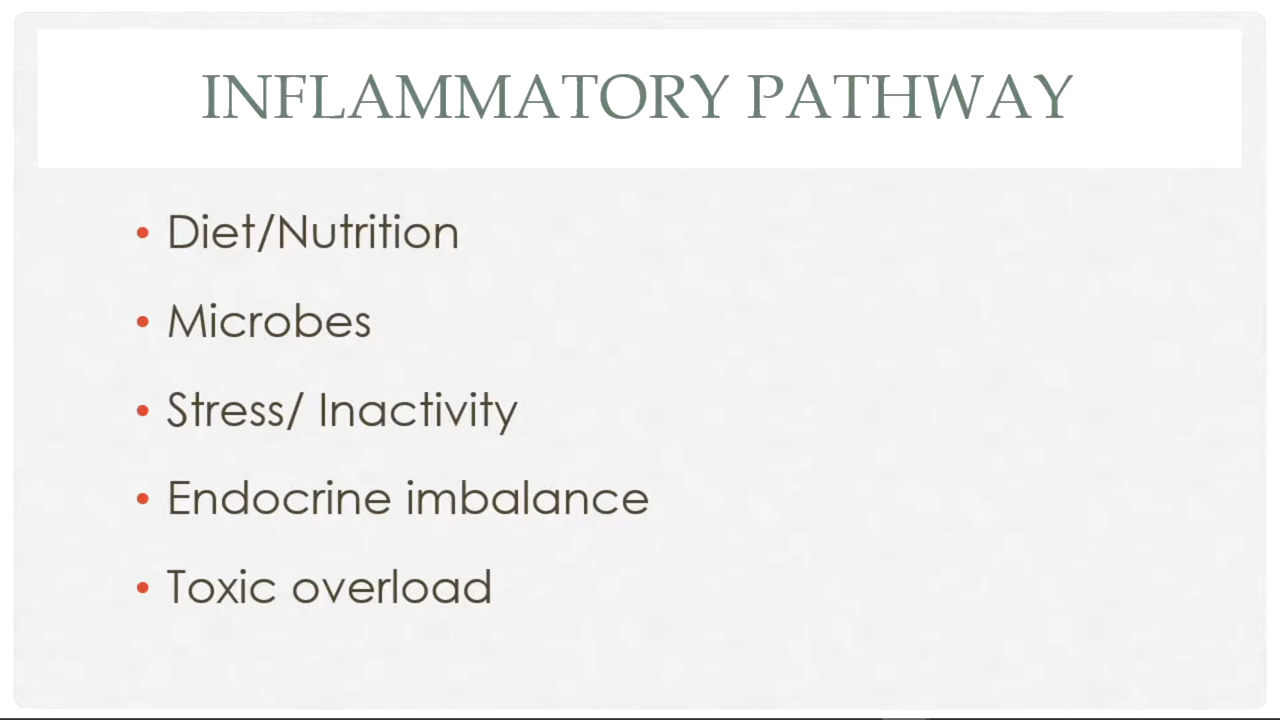 INFLAMMATORY PATHWAY
• Diet/Nutrition
• Microbes
• Stress/ Inactivity
• Endocrine imbalance
• Toxic overload